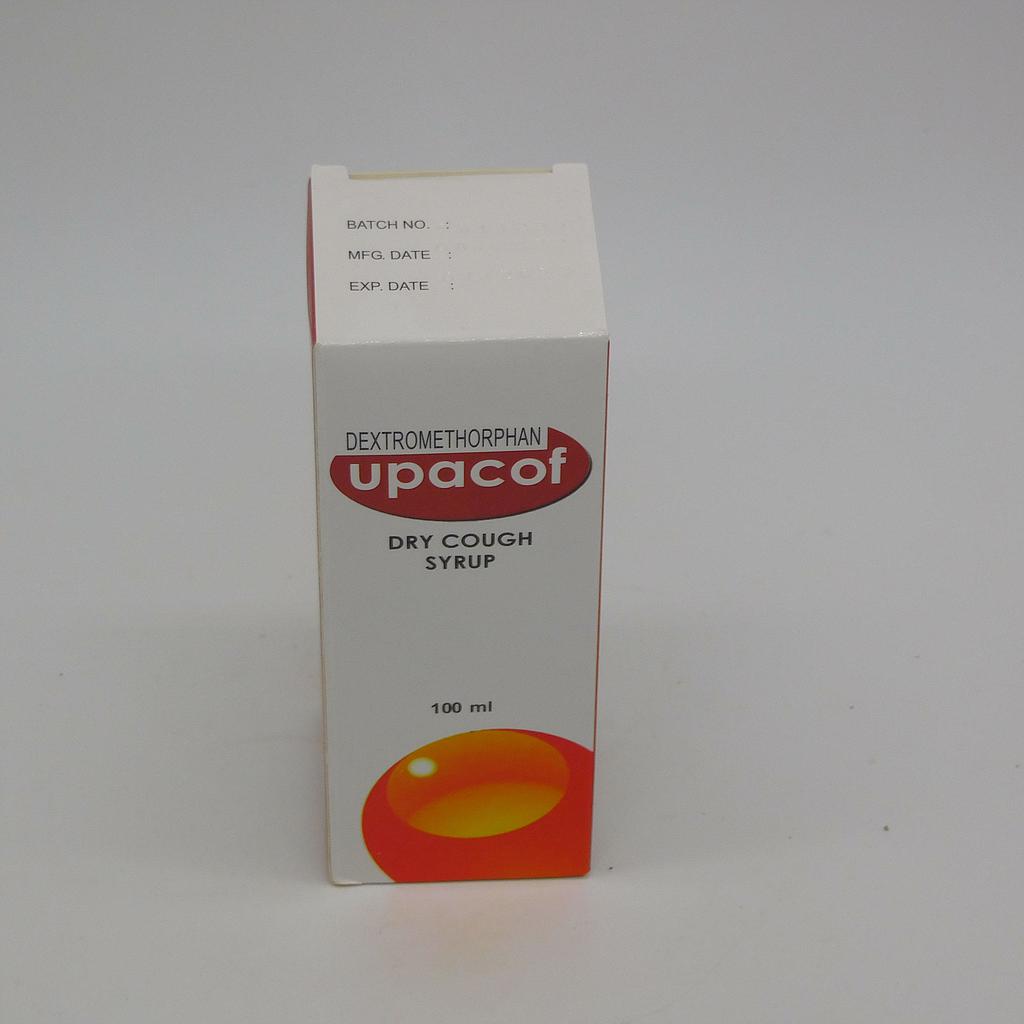 BATCH NO. :
MFG. DATE :
EXP. DATE :
DEXTROMETHORPHAN
upacof
DRY COUGH
SYRUP
100 ml